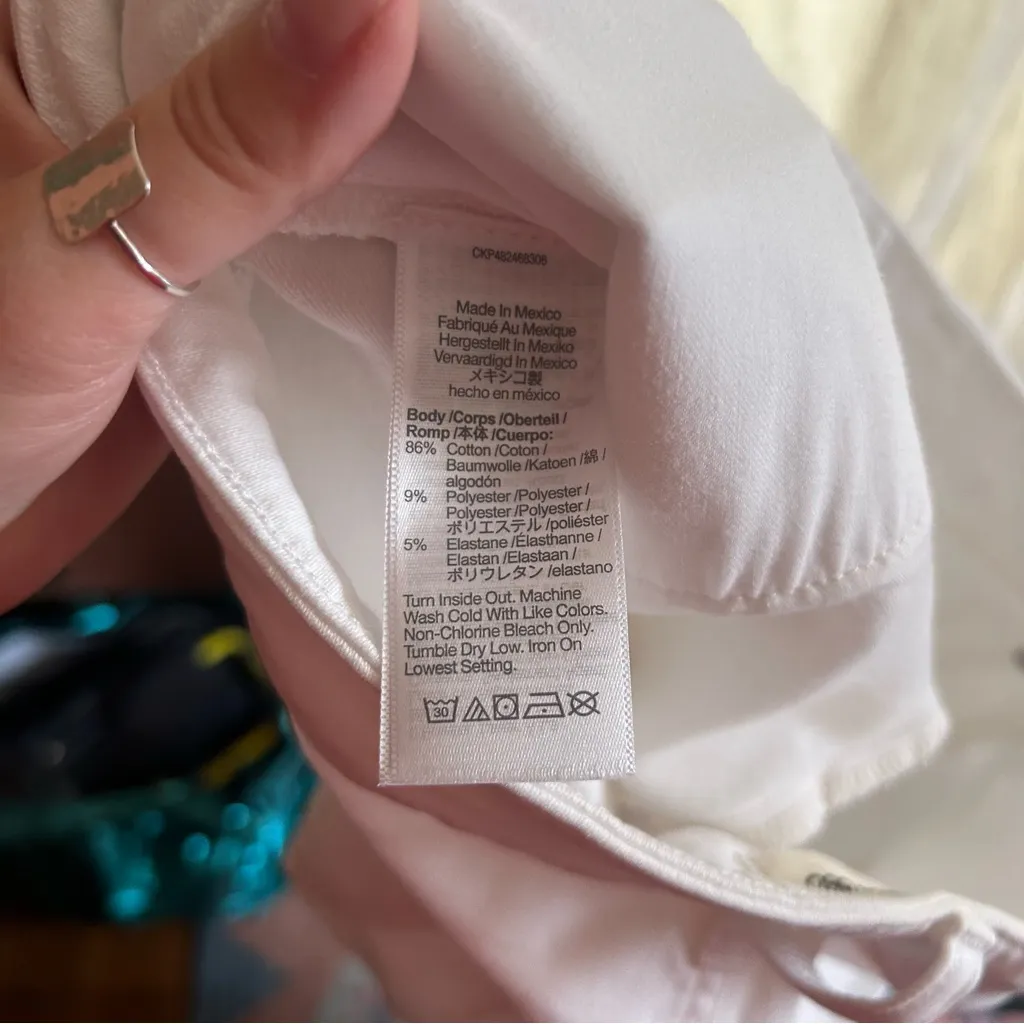 CKP482468306
Made In Mexico
Fabriqué Au Mexique
Hergestellt In Mexiko
Vervaardigd In Mexico
メキシコ製
hecho en méxico
Body /Corps /Oberteil /
Romp /本体 /Cuerpo:
86% Cotton /Coton /
Baumwolle /Katoen /綿 /
algodón
9% Polyester /Polyester /
Polyester /Polyester /
ポリエステル /poliéster
5% Elastane /Élasthanne /
Elastan /Elastaan /
ポリウレタン /elastano
Turn Inside Out. Machine
Wash Cold With Like Colors.
Non-Chlorine Bleach Only.
Tumble Dry Low. Iron On
Lowest Setting.
30